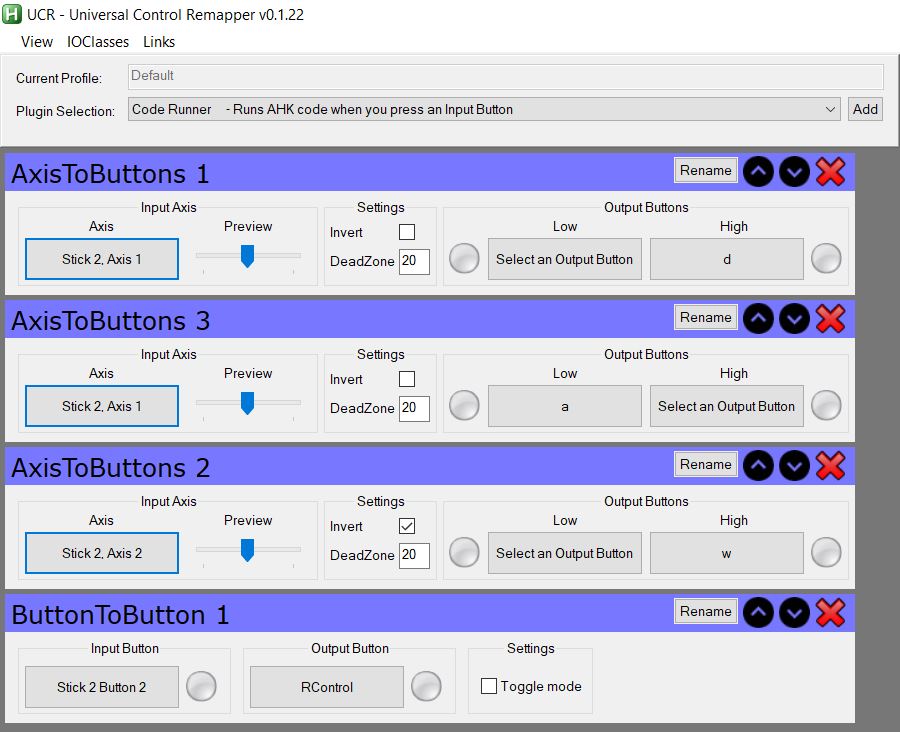 UCR - Universal Control Remapper v0.1.22
View IOClasses Links
Current Profile: Default
Plugin Selection: Code Runner - Runs AHK code when you press an Input Button Add
AxisToButtons 1 Rename
Input Axis Settings Output Buttons
Axis Preview Invert Low High
Stick 2, Axis 1 DeadZone 20 Select an Output Button d
AxisToButtons 3 Rename
Input Axis Settings Output Buttons
Axis Preview Invert Low High
Stick 2, Axis 1 DeadZone 20 a Select an Output Button
AxisToButtons 2 Rename
Input Axis Settings Output Buttons
Axis Preview Invert Low High
Stick 2, Axis 2 DeadZone 20 Select an Output Button w
ButtonToButton 1 Rename
Input Button Output Button Settings
Stick 2 Button 2 RControl Toggle mode